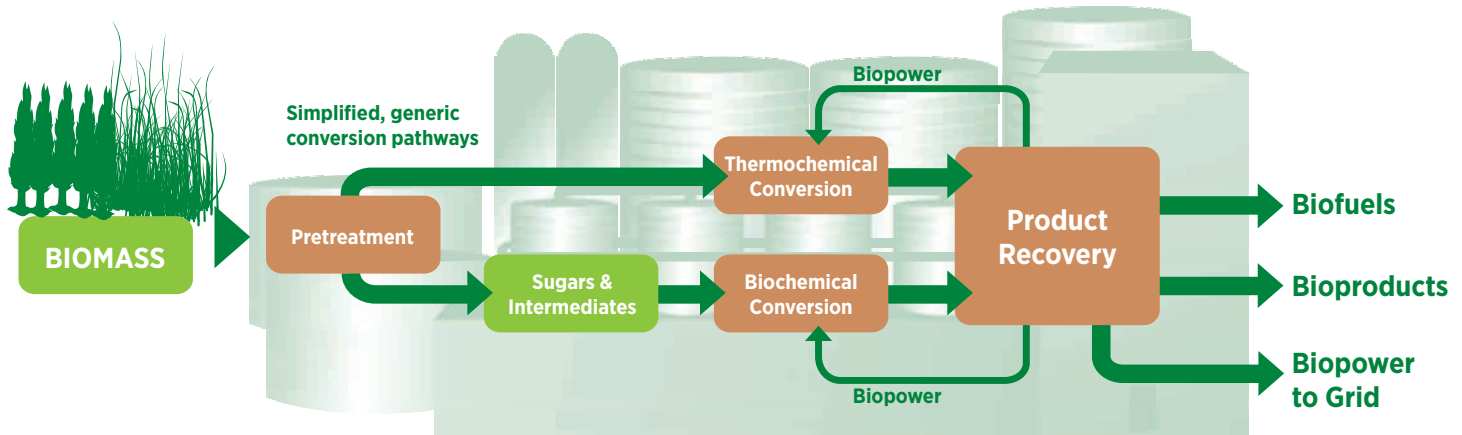 Biopower
Simplified, generic
conversion pathways
Thermochemical
Conversion
Pretreatment
BIOMASS
Product
Recovery
Biofuels
Sugars &
Intermediates
Biochemical
Conversion
Bioproducts
Biopower
Biopower
to Grid